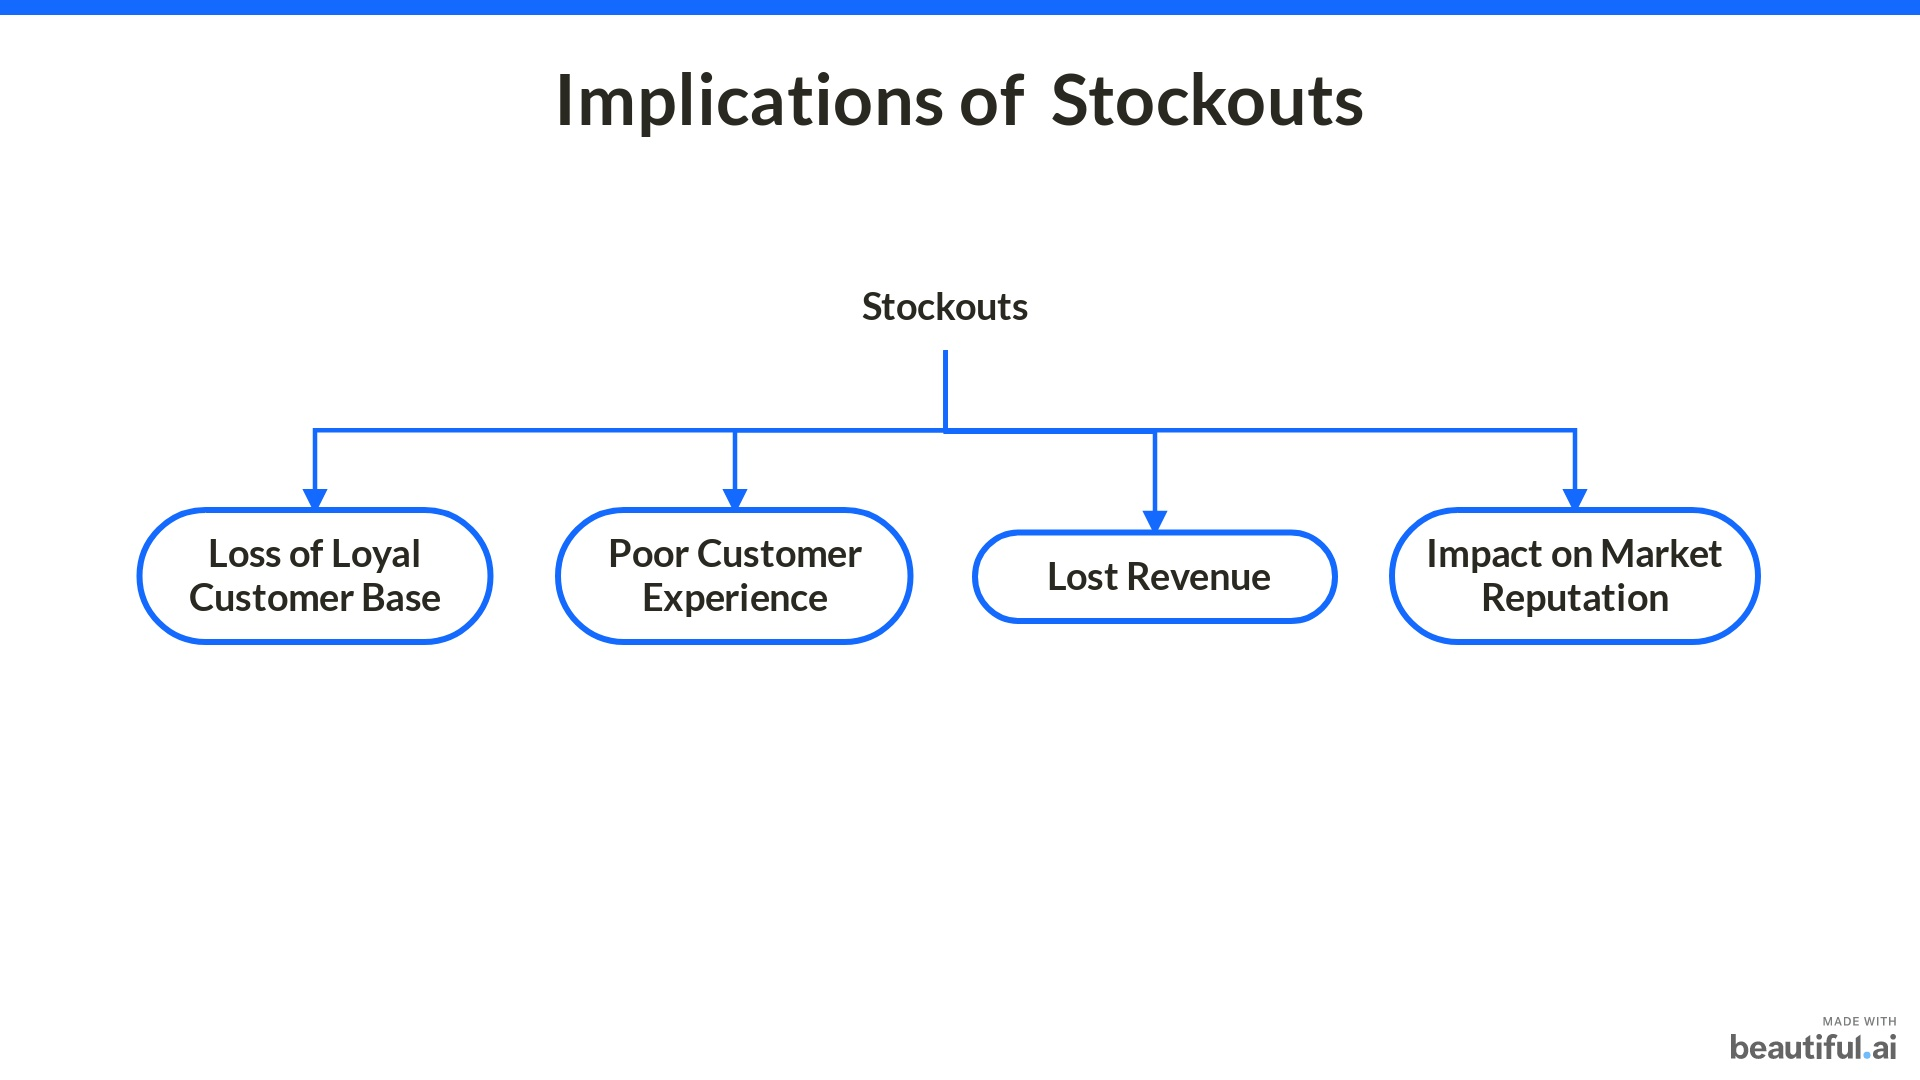 Implications of  Stockouts
Stockouts
Loss of Loyal
Customer Base
Poor Customer
Experience
Lost Revenue
Impact on Market
Reputation
MADE WITH
beautiful.ai